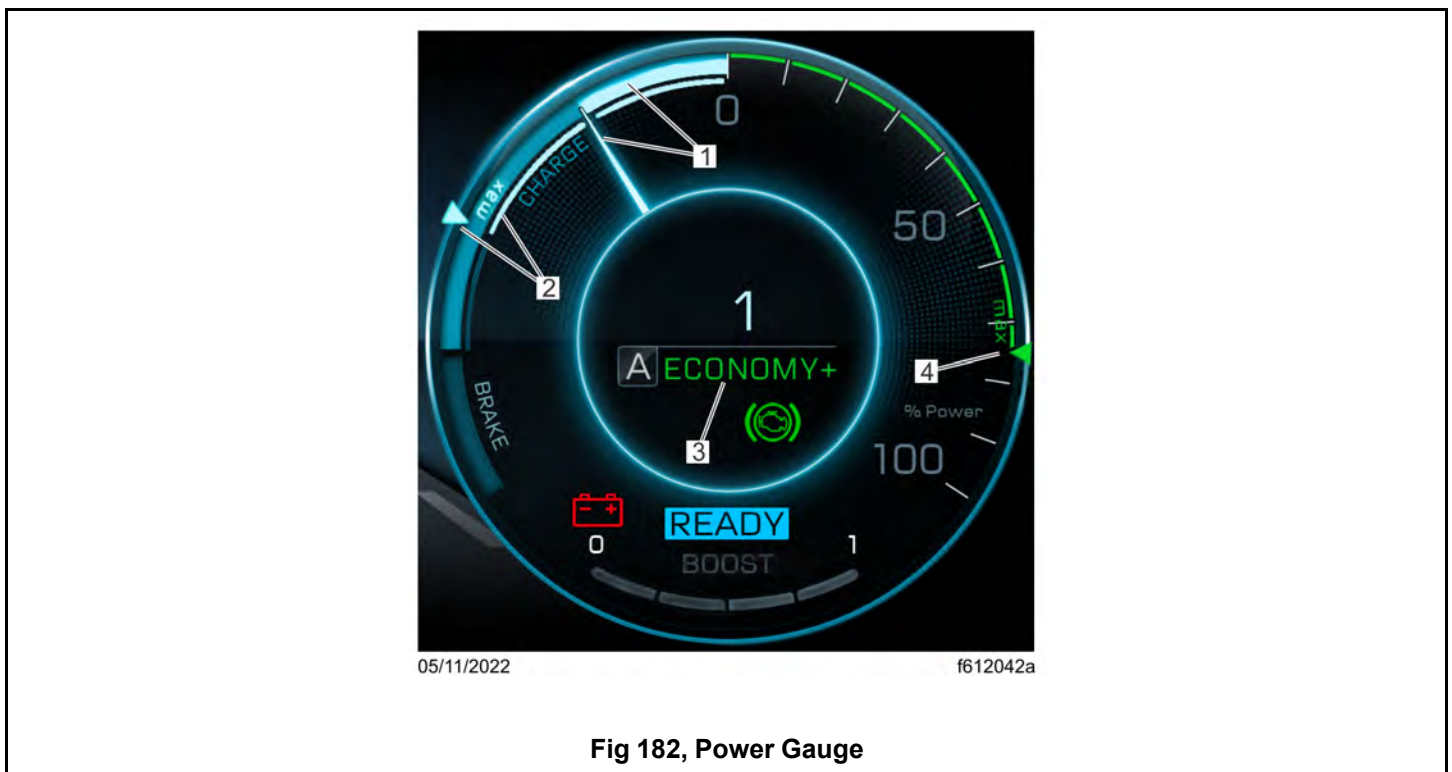 0
max
CHARGE
1
50
2
1
max
A ECONOMY+
4
% Power
BRAKE
3
100
- +
READY
0 1
BOOST
05/11/2022 f612042a
Fig 182, Power Gauge